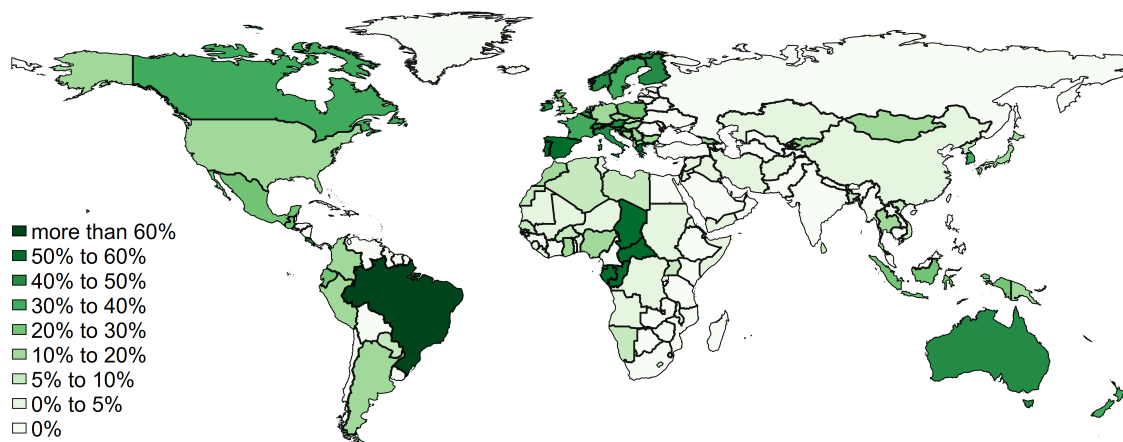 more than 60%
50% to 60%
40% to 50%
30% to 40%
20% to 30%
10% to 20%
5% to 10%
0% to 5%
0%